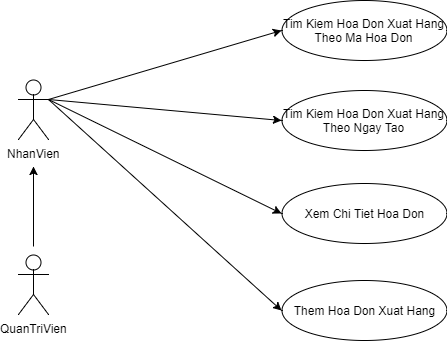 Tim Kiem Hoa Don Xuat Hang
Theo Ma Hoa Don
Tim Kiem Hoa Don Xuat Hang
Theo Ngay Tao
NhanVien
Xem Chi Tiet Hoa Don
Them Hoa Don Xuat Hang
QuanTriVien